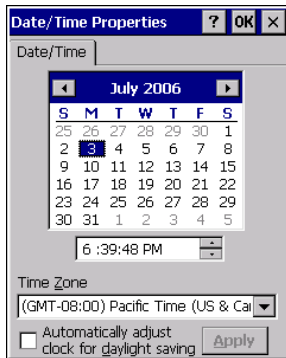 Date/Time Properties ? OK ×
Date/Time
July 2006
S M T W T F S
25 26 27 28 29 30 1
2 3 4 5 6 7 8
9 10 11 12 13 14 15
16 17 18 19 20 21 22
23 24 25 26 27 28 29
30 31 1 2 3 4 5
6 :39:48 PM
Time Zone
(GMT-08:00) Pacific Time (US & Ca
Automatically adjust
clock for daylight saving
Apply